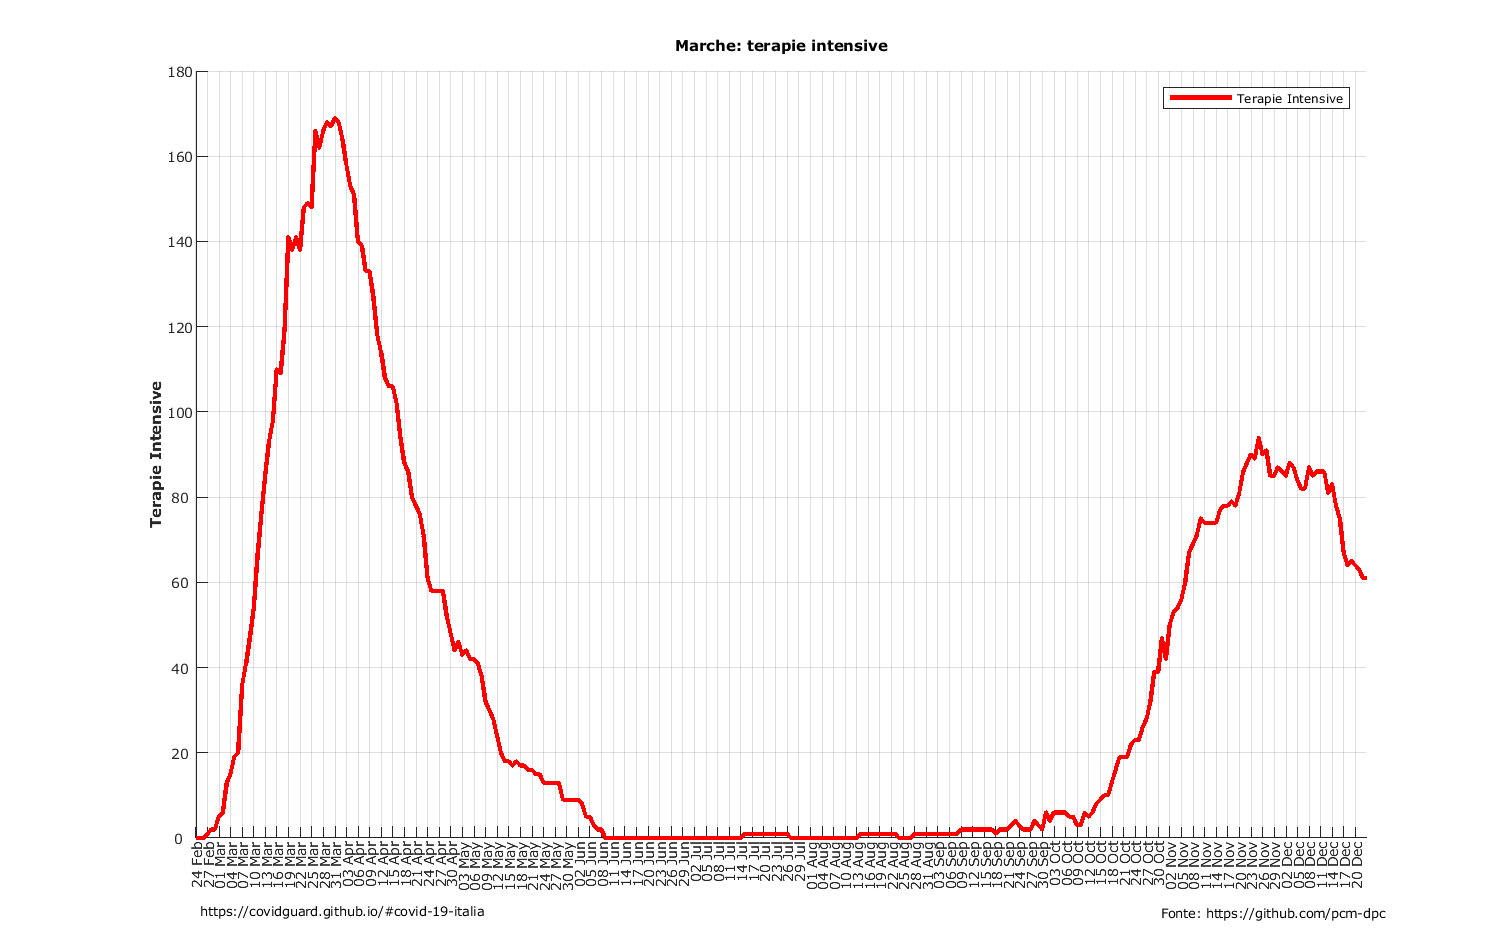 Marche: terapie intensive
Terapie Intensive
Terapie Intensive
180
160
140
120
100
80
60
40
20
0
24 Feb
27 Feb
01 Mar
04 Mar
07 Mar
10 Mar
13 Mar
16 Mar
19 Mar
22 Mar
25 Mar
28 Mar
31 Mar
03 Apr
06 Apr
09 Apr
12 Apr
15 Apr
18 Apr
21 Apr
24 Apr
27 Apr
30 Apr
03 May
06 May
09 May
12 May
15 May
18 May
21 May
24 May
27 May
30 May
02 Jun
05 Jun
08 Jun
11 Jun
14 Jun
17 Jun
20 Jun
23 Jun
26 Jun
29 Jun
02 Jul
05 Jul
08 Jul
11 Jul
14 Jul
17 Jul
20 Jul
23 Jul
26 Jul
29 Jul
01 Aug
04 Aug
07 Aug
10 Aug
13 Aug
16 Aug
19 Aug
22 Aug
25 Aug
28 Aug
31 Aug
03 Sep
06 Sep
09 Sep
12 Sep
15 Sep
18 Sep
21 Sep
24 Sep
27 Sep
30 Sep
03 Oct
06 Oct
09 Oct
12 Oct
15 Oct
18 Oct
21 Oct
24 Oct
27 Oct
30 Oct
02 Nov
05 Nov
08 Nov
11 Nov
14 Nov
17 Nov
20 Nov
23 Nov
26 Nov
29 Nov
02 Dec
05 Dec
08 Dec
11 Dec
14 Dec
17 Dec
20 Dec
https://covidguard.github.io/#covid-19-italia
Fonte: https://github.com/pcm-dpc